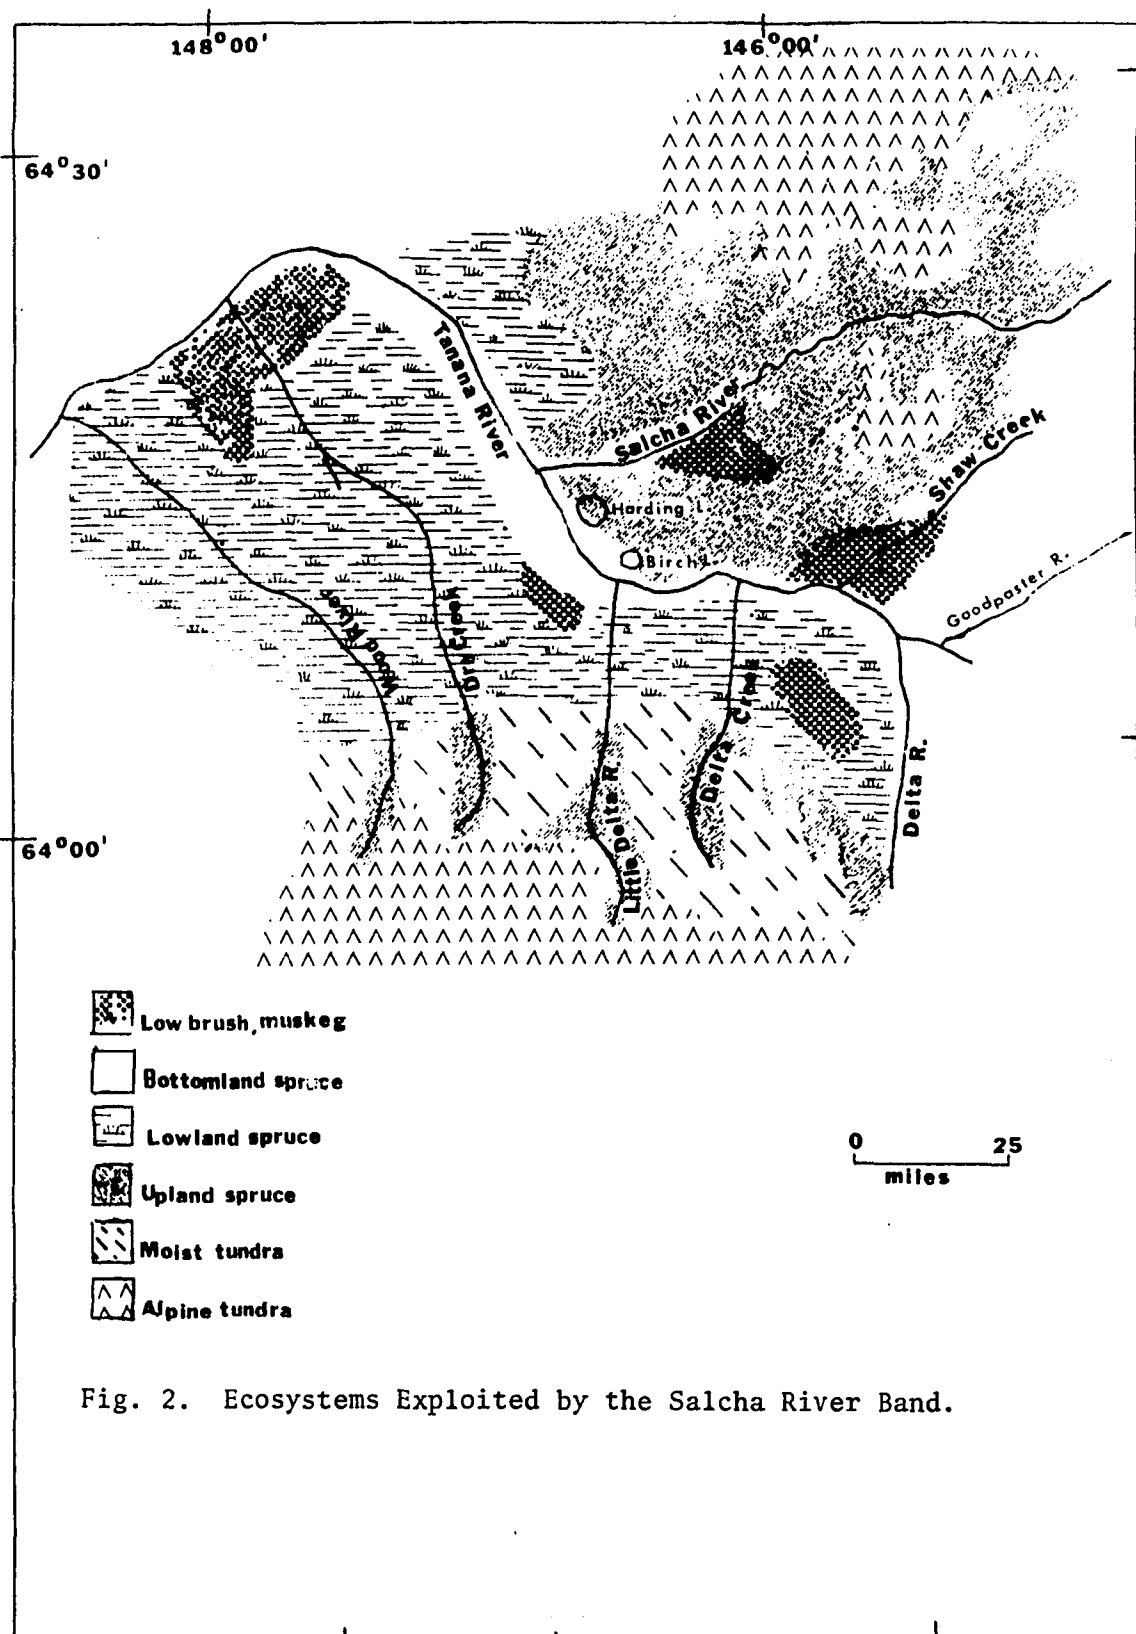 148°00'
146°00'
64°30'
Tanana River
Salcha River
Shaw Creek
Harding L
Birch L
Goodpaster R.
Wood River
Dry Creek
Delta Creek
Little Delta R.
Delta R.
64°00'
Low brush, muskeg
Bottomland spruce
Lowland spruce
Upland spruce
Moist tundra
Alpine tundra
0 25
miles
Fig. 2. Ecosystems Exploited by the Salcha River Band.